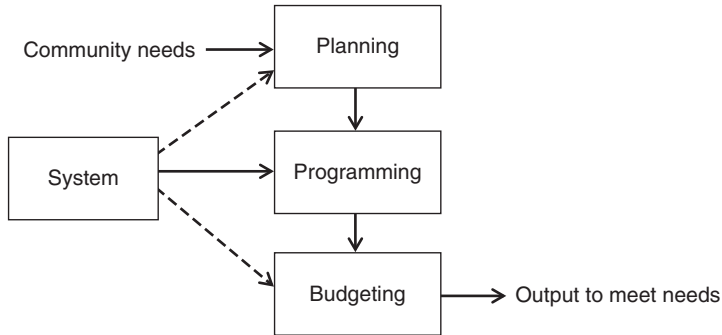 Community needs
Planning
System
Programming
Budgeting
Output to meet needs